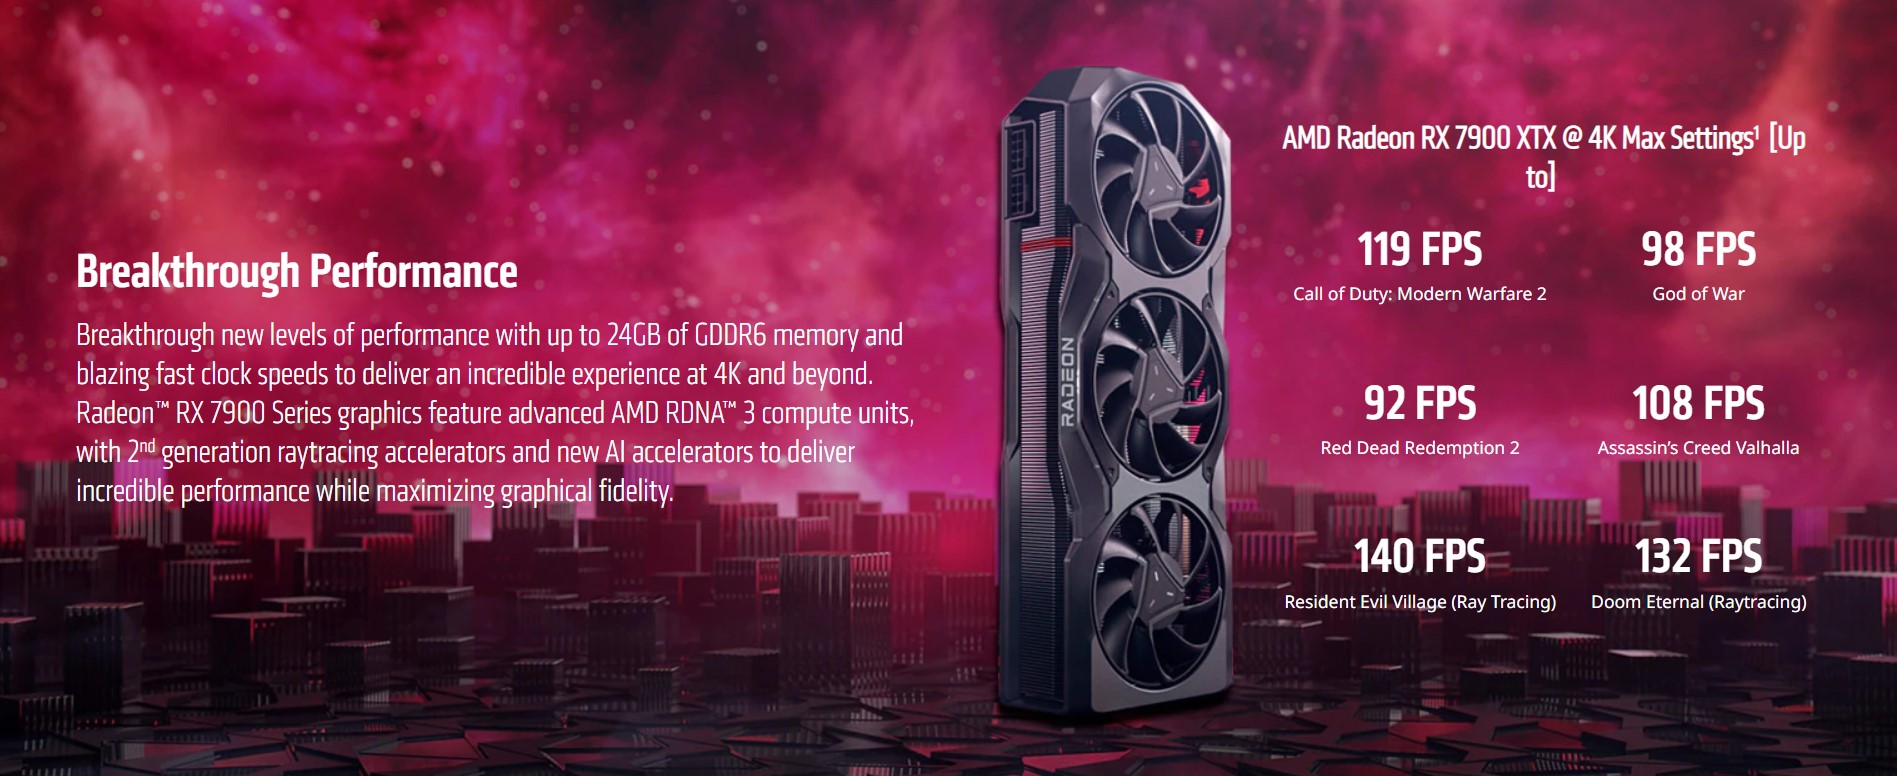 Breakthrough Performance
Breakthrough new levels of performance with up to 24GB of GDDR6 memory and
blazing fast clock speeds to deliver an incredible experience at 4K and beyond.
Radeon™ RX 7900 Series graphics feature advanced AMD RDNA™ 3 compute units,
with 2nd generation raytracing accelerators and new AI accelerators to deliver
incredible performance while maximizing graphical fidelity.
RADEON
AMD Radeon RX 7900 XTX @ 4K Max Settings¹ [Up
to]
119 FPS
Call of Duty: Modern Warfare 2
98 FPS
God of War
92 FPS
Red Dead Redemption 2
108 FPS
Assassin’s Creed Valhalla
140 FPS
Resident Evil Village (Ray Tracing)
132 FPS
Doom Eternal (Raytracing)